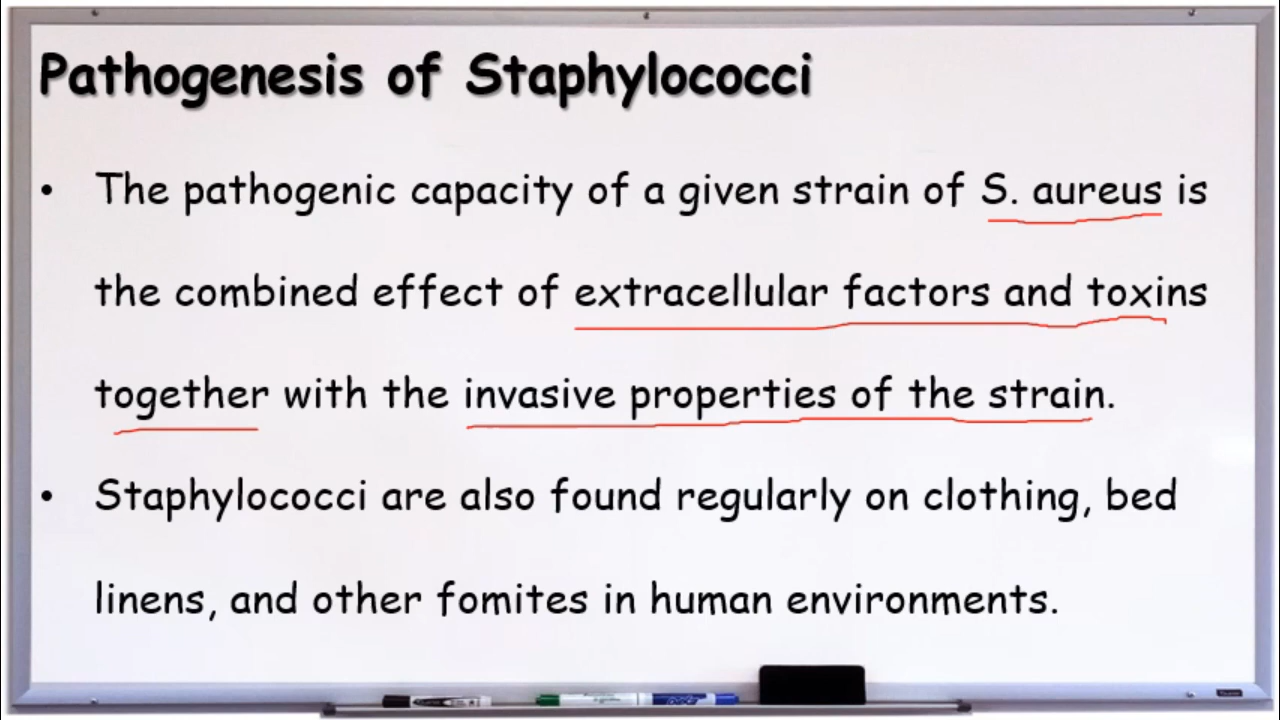 Pathogenesis of Staphylococci
• The pathogenic capacity of a given strain of S. aureus is
the combined effect of extracellular factors and toxins
together with the invasive properties of the strain.
• Staphylococci are also found regularly on clothing, bed
linens, and other fomites in human environments.